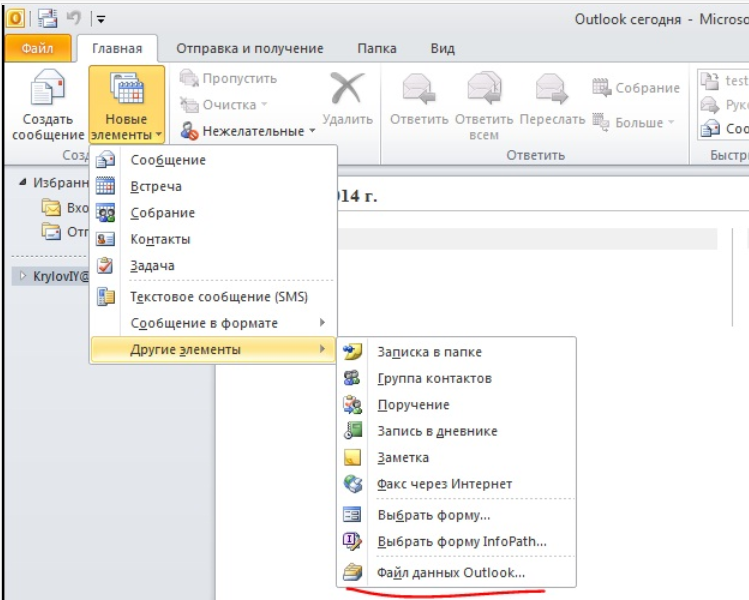 Outlook сегодня - Microso
Файл Главная Отправка и получение Папка Вид
Создать сообщение
Новые элементы
Пропустить
Очистка
Нежелательные
Удалить
Ответить
Ответить всем
Переслать
Собрание
Больше
test
Рук
Соо
Соз
Ответить
Быстр
Избранн
Вхо
Отп
KrylovIY@
14 г.
Сообщение
Встреча
Собрание
Контакты
Задача
Текстовое сообщение (SMS)
Сообщение в формате
Другие элементы
Записка в папке
Группа контактов
Поручение
Запись в дневнике
Заметка
Факс через Интернет
Выбрать форму...
Выбрать форму InfoPath...
Файл данных Outlook...